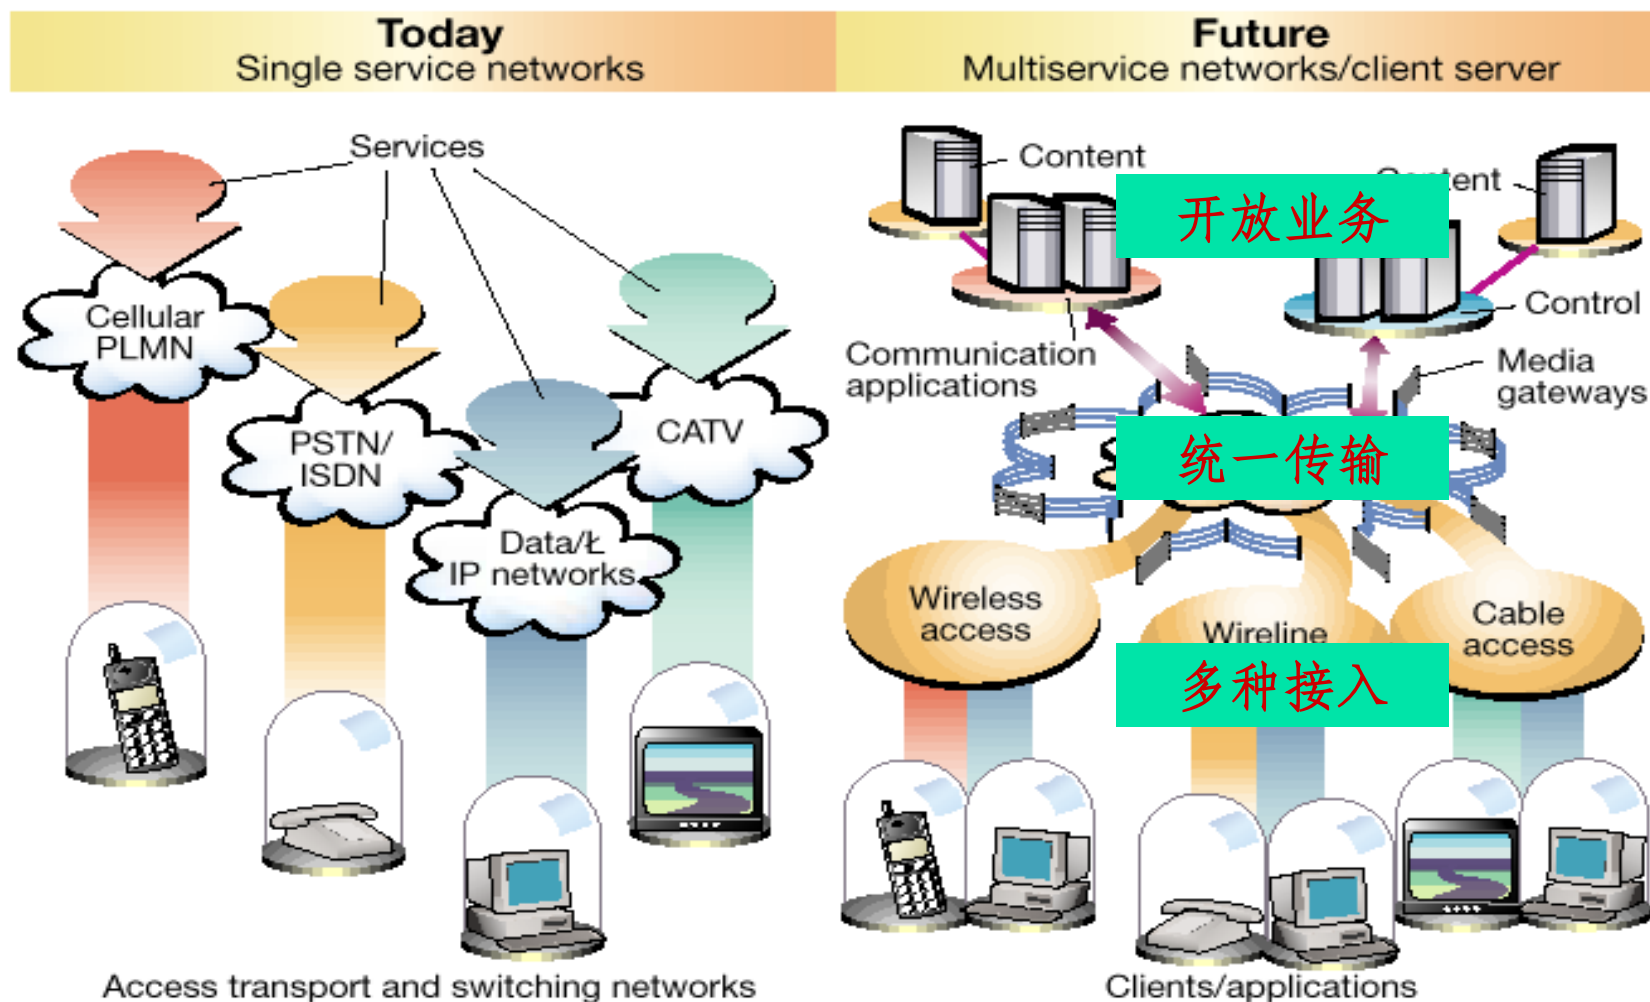 Today
Single service networks
Services
Cellular
PLMN
PSTN/
ISDN
Data/Ł
IP networks
CATV
Access transport and switching networks
Future
Multiservice networks/client server
Content
开放业务
Control
Communication
applications
Media
gateways
统一传输
Wireless
access
Wireline
Cable
access
多种接入
Clients/applications